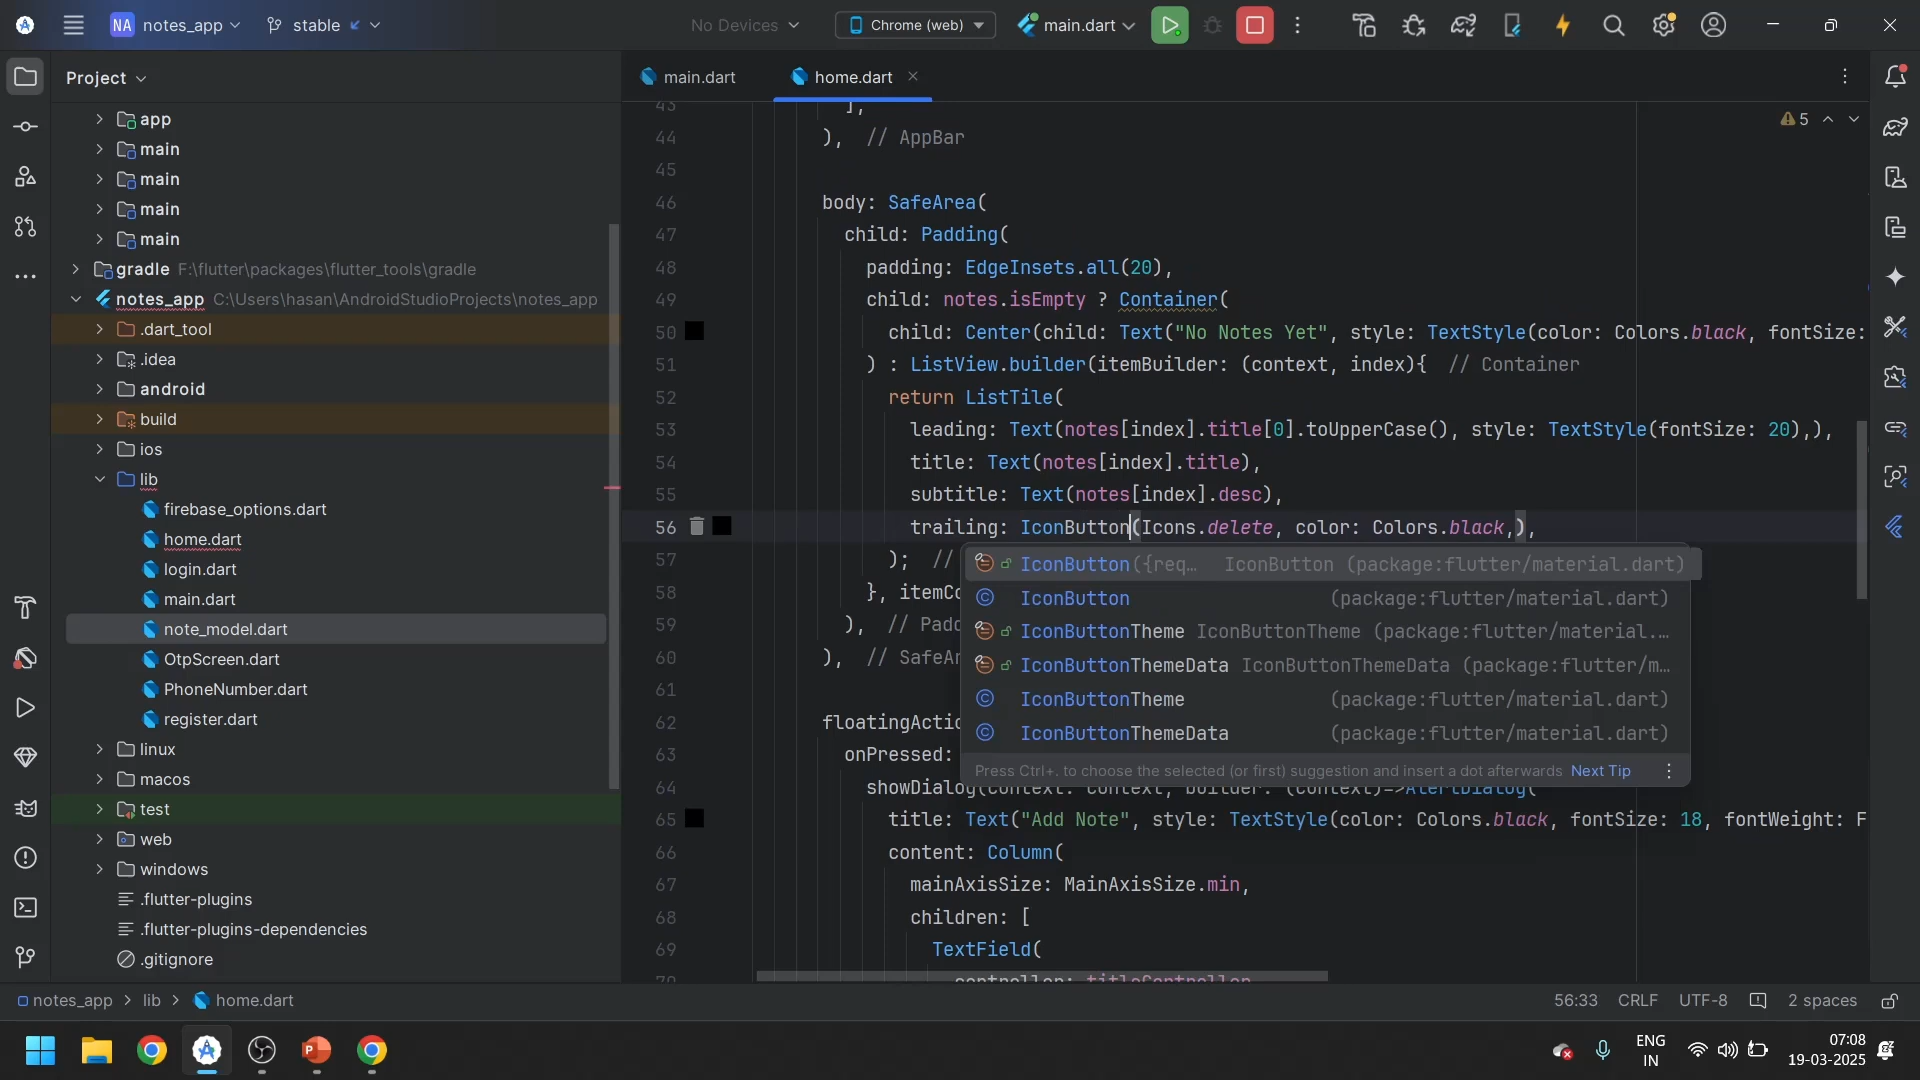 NA notes_app
stable
No Devices
Chrome (web)
main.dart
Project
main.dart
home.dart
app
main
main
main
main
gradle F:\flutter\packages\flutter_tools\gradle
notes_app C:\Users\hasan\AndroidStudioProjects\notes_app
.dart_tool
.idea
android
build
ios
lib
firebase_options.dart
home.dart
login.dart
main.dart
note_model.dart
OtpScreen.dart
PhoneNumber.dart
register.dart
linux
macos
test
web
windows
.flutter-plugins
.flutter-plugins-dependencies
.gitignore
5
43 ],
44 ), // AppBar
45
46 body: SafeArea(
47 child: Padding(
48 padding: EdgeInsets.all(20),
49 child: notes.isEmpty ? Container(
50 child: Center(child: Text("No Notes Yet", style: TextStyle(color: Colors.black, fontSize:
51 ) : ListView.builder(itemBuilder: (context, index){ // Container
52 return ListTile(
53 leading: Text(notes[index].title[0].toUpperCase(), style: TextStyle(fontSize: 20),),
54 title: Text(notes[index].title),
55 subtitle: Text(notes[index].desc),
56 trailing: IconButton(Icons.delete, color: Colors.black,),
57 ); //
58 }, itemCo
59 ), // Padd
60 ), // SafeAr
61
62 floatingActio
63 onPressed:
64 showDialog(context: context, builder: (context)=>AlertDialog(
65 title: Text("Add Note", style: TextStyle(color: Colors.black, fontSize: 18, fontWeight: F
66 content: Column(
67 mainAxisSize: MainAxisSize.min,
68 children: [
69 TextField(
70 controller: titleController
IconButton({req... IconButton (package:flutter/material.dart)
IconButton (package:flutter/material.dart)
IconButtonTheme IconButtonTheme (package:flutter/material....
IconButtonThemeData IconButtonThemeData (package:flutter/m...
IconButtonTheme (package:flutter/material.dart)
IconButtonThemeData (package:flutter/material.dart)
Press Ctrl+. to choose the selected (or first) suggestion and insert a dot afterwards Next Tip
notes_app > lib > home.dart
56:33 CRLF UTF-8 2 spaces
ENG
IN
07:08
19-03-2025